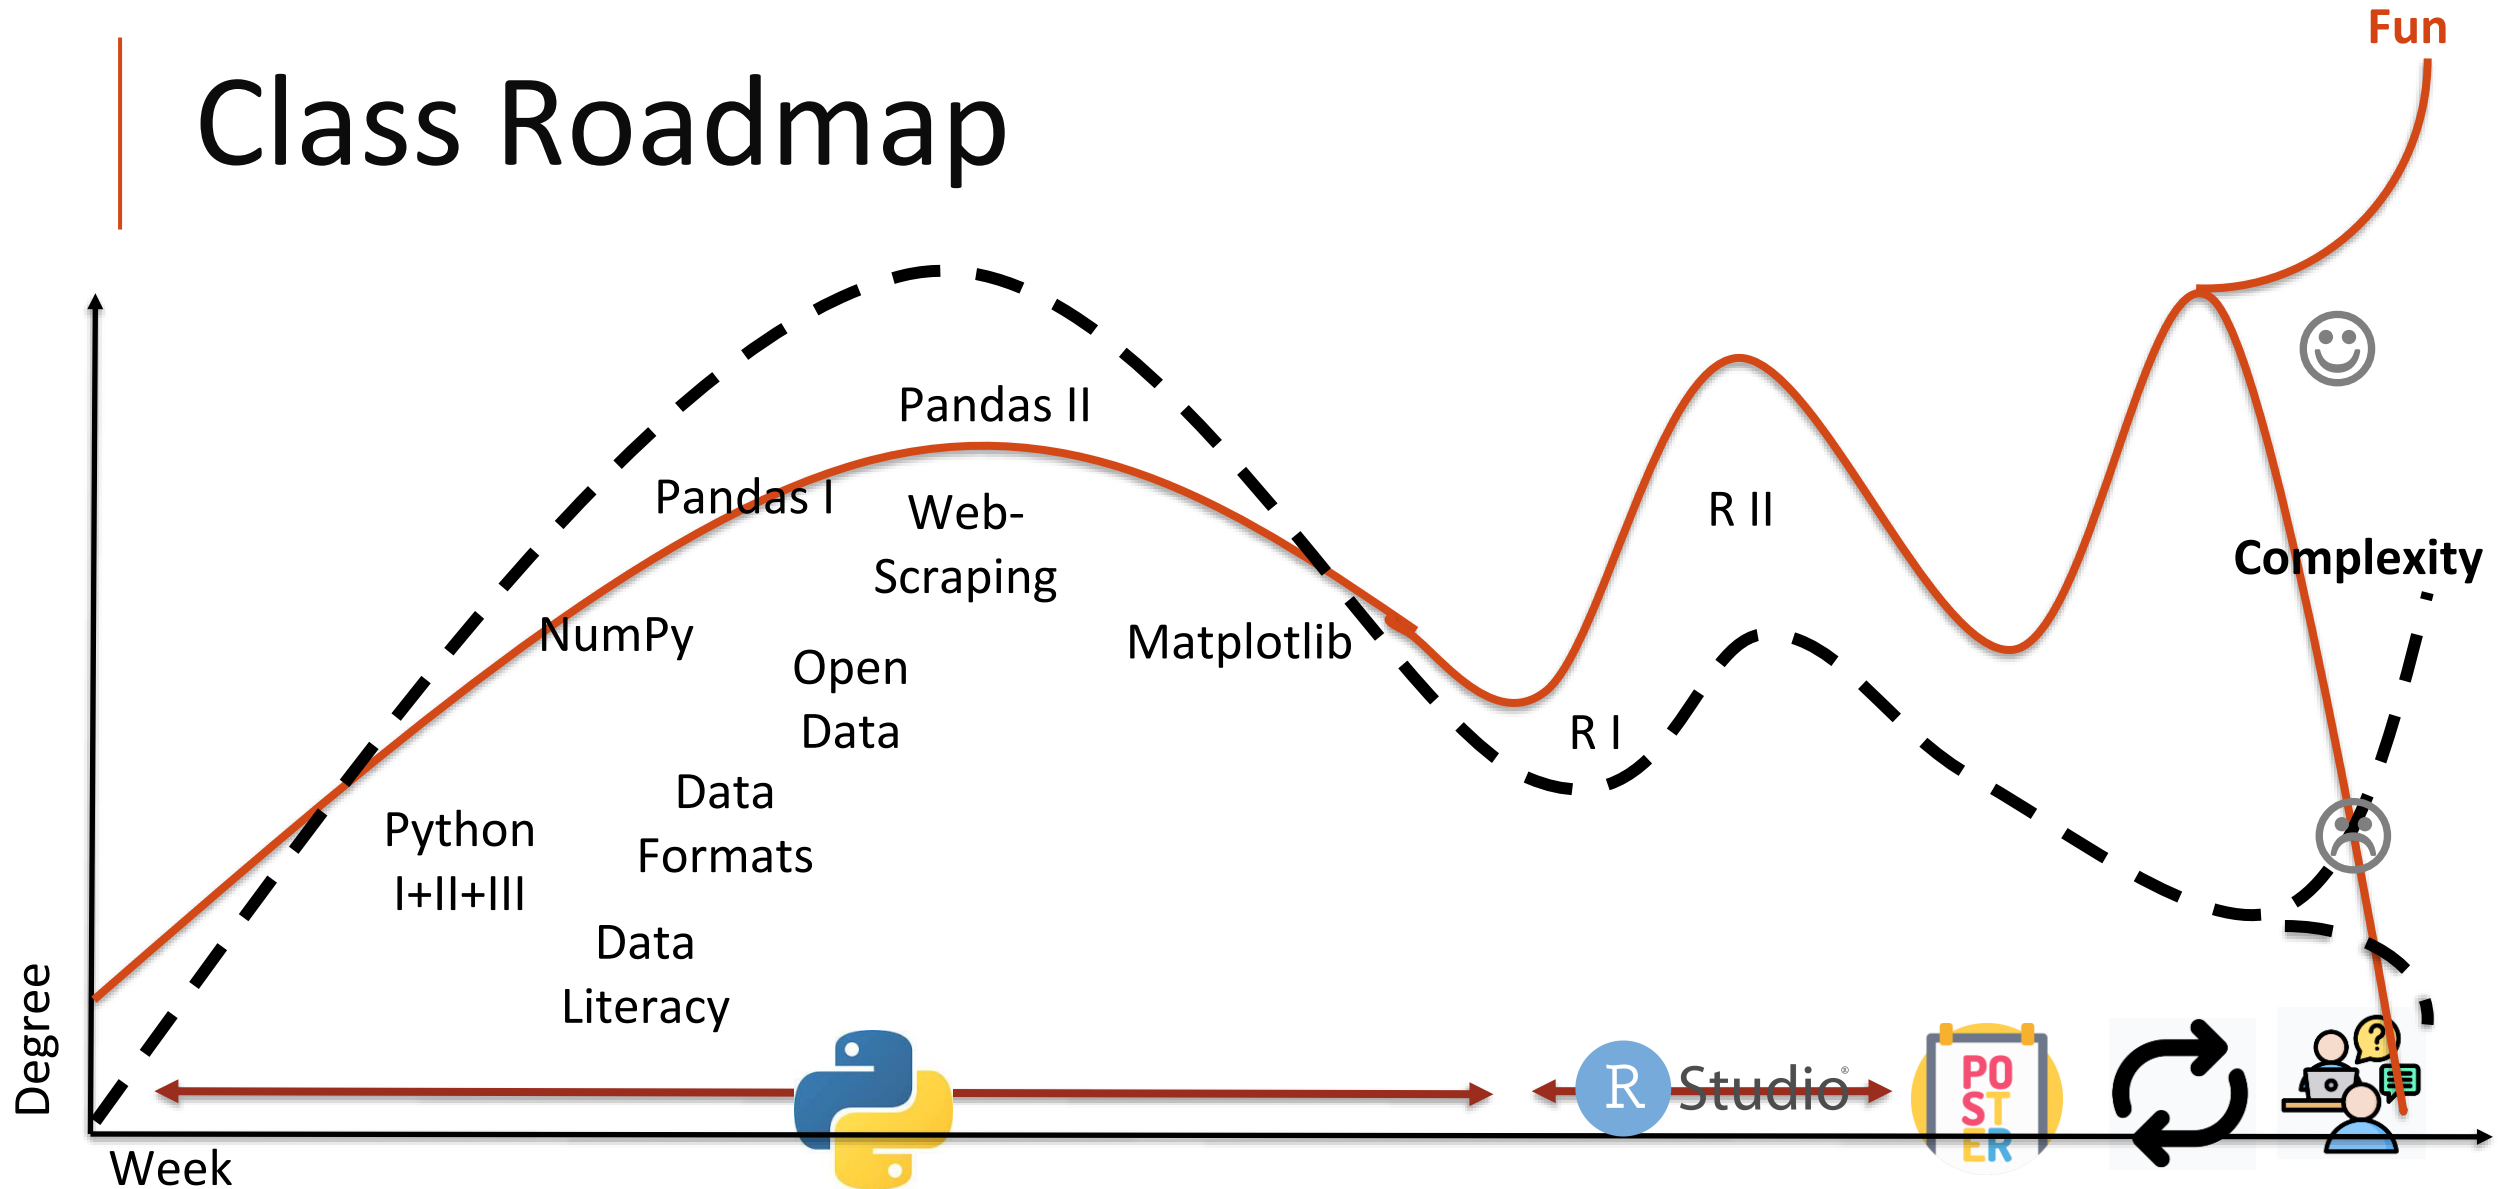 Fun
Class Roadmap
Pandas II
Pandas I
Web-
Scraping
R II
Complexity
NumPy
Matplotlib
Open
Data
R I
Data
Formats
Python
I+II+III
Data
Literacy
Degree
R Studio®
PO
ST
ER
?
Week